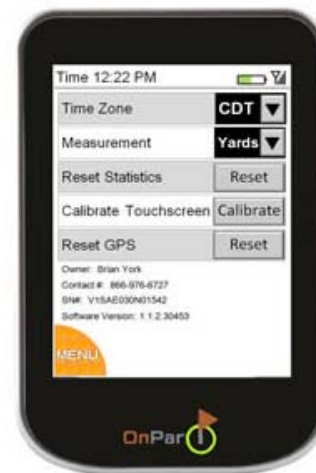 Time 12:22 PM
Time Zone CDT
Measurement Yards
Reset Statistics Reset
Calibrate Touchscreen Calibrate
Reset GPS Reset
Owner: Brian York
Contact #: 866-976-6727
SN#: V1SAE030N01542
Software Version: 1.1.2.30453
MENU
OnPar